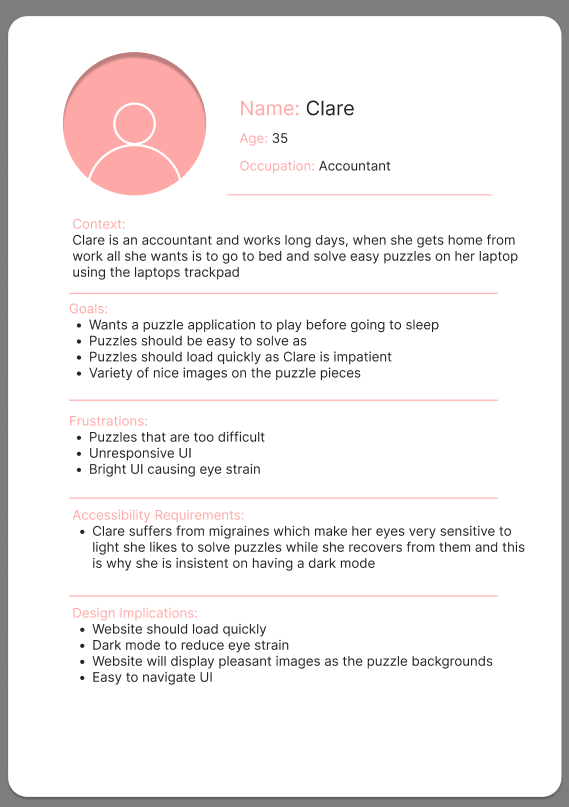 Name: Clare
Age: 35
Occupation: Accountant
Context:
Clare is an accountant and works long days, when she gets home from
work all she wants is to go to bed and solve easy puzzles on her laptop
using the laptops trackpad
Goals:
• Wants a puzzle application to play before going to sleep
• Puzzles should be easy to solve as
• Puzzles should load quickly as Clare is impatient
• Variety of nice images on the puzzle pieces
Frustrations:
• Puzzles that are too difficult
• Unresponsive UI
• Bright UI causing eye strain
Accessibility Requirements:
• Clare suffers from migraines which make her eyes very sensitive to
light she likes to solve puzzles while she recovers from them and this
is why she is insistent on having a dark mode
Design Implications:
• Website should load quickly
• Dark mode to reduce eye strain
• Website will display pleasant images as the puzzle backgrounds
• Easy to navigate UI